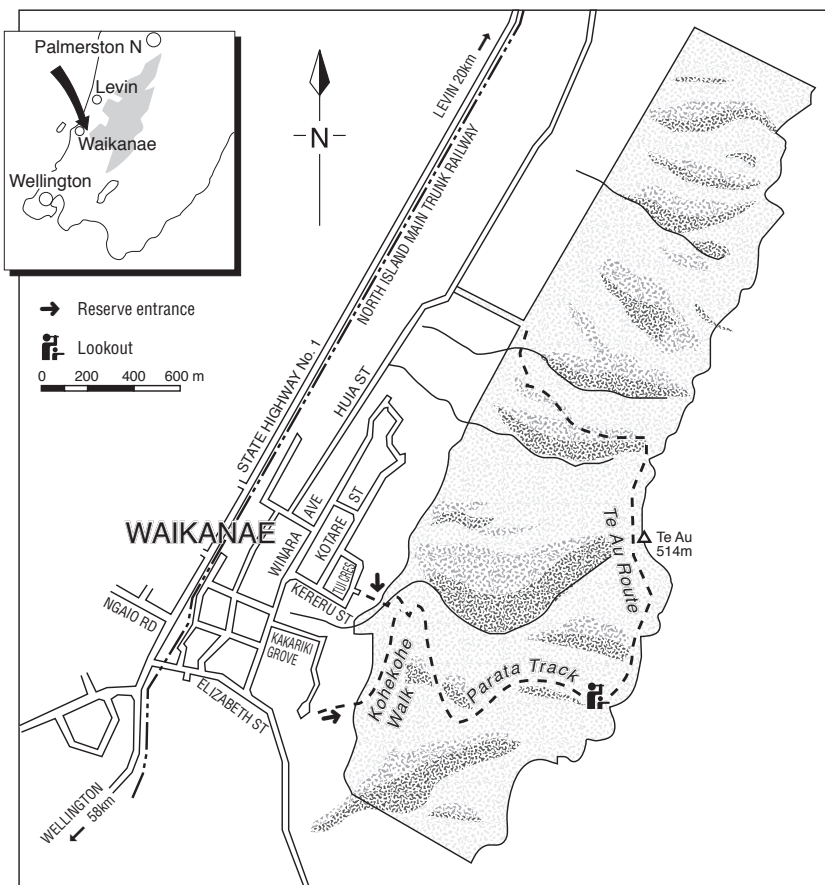 Palmerston N
Levin
Waikanae
Wellington
N
LEVIN 20km
NORTH ISLAND MAIN TRUNK RAILWAY
STATE HIGHWAY No. 1
Reserve entrance
Lookout
0 200 400 600 m
HUIA ST
WAIKANAE
WINARA AVE
KOTARE ST
TUI CRES
KERERU ST
NGAIO RD
KAKARIKI
GROVE
ELIZABETH ST
WELLINGTON
58km
Te Au Route
Te Au
514m
Parata Track
Kohekohe
Walk